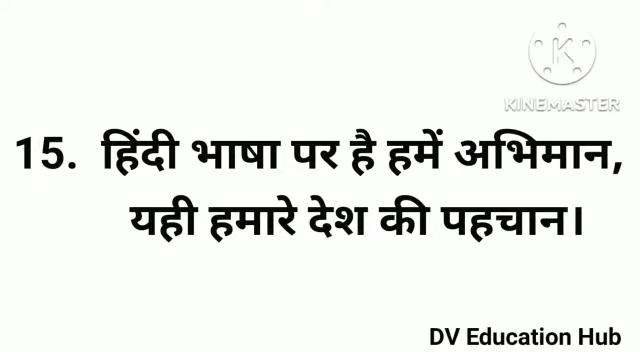 KINEMASTER
15. हिंदी भाषा पर है हमें अभिमान,
यही हमारे देश की पहचान।
DV Education Hub